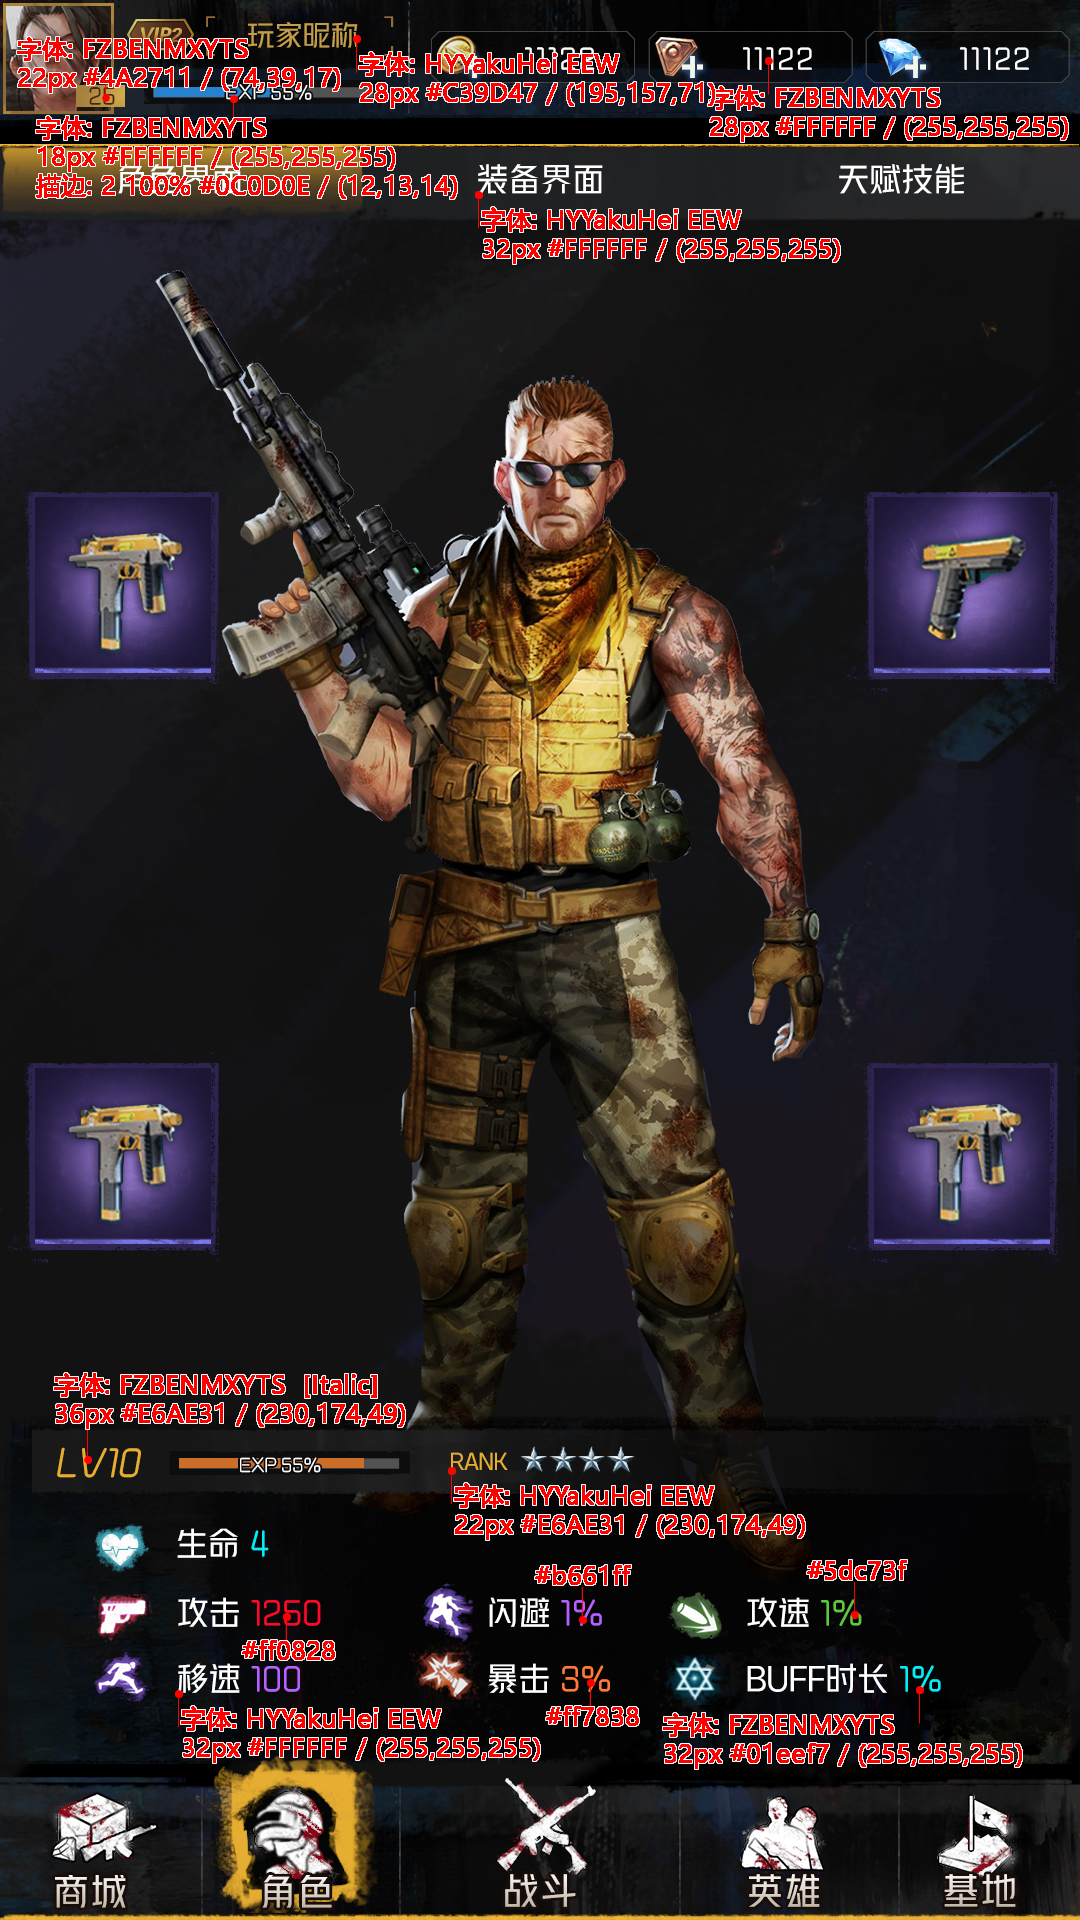 VIP2
玩家昵称
字体: FZBENMXYTS
22px #4A2711 / (74,39,17)
EXP 55%
字体: HYYakuHei EEW
28px #C39D47 / (195,157,71)
11122
11122
11122
字体: FZBENMXYTS
28px #FFFFFF / (255,255,255)
字体: FZBENMXYTS
18px #FFFFFF / (255,255,255)
描边: 2 100% #0C0D0E / (12,13,14)
角色界面
装备界面
天赋技能
字体: HYYakuHei EEW
32px #FFFFFF / (255,255,255)
字体: FZBENMXYTS [Italic]
36px #E6AE31 / (230,174,49)
LV10
EXP 55%
RANK
字体: HYYakuHei EEW
22px #E6AE31 / (230,174,49)
生命 4
#b661ff
#5dc73f
攻击 1250
闪避 1%
攻速 1%
#ff0828
移速 100
暴击 3%
BUFF时长 1%
#ff7838
字体: HYYakuHei EEW
32px #FFFFFF / (255,255,255)
字体: FZBENMXYTS
32px #01eef7 / (255,255,255)
商城
角色
战斗
英雄
基地